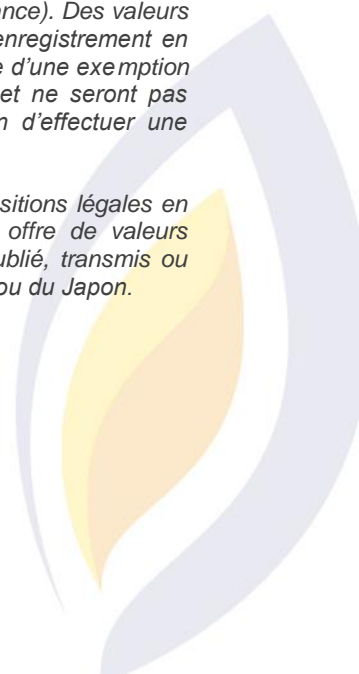 ance). Des valeurs
enregistrement en
e d’une exemption
et ne seront pas
n d’effectuer une
sitions légales en
offre de valeurs
ublié, transmis ou
ou du Japon.